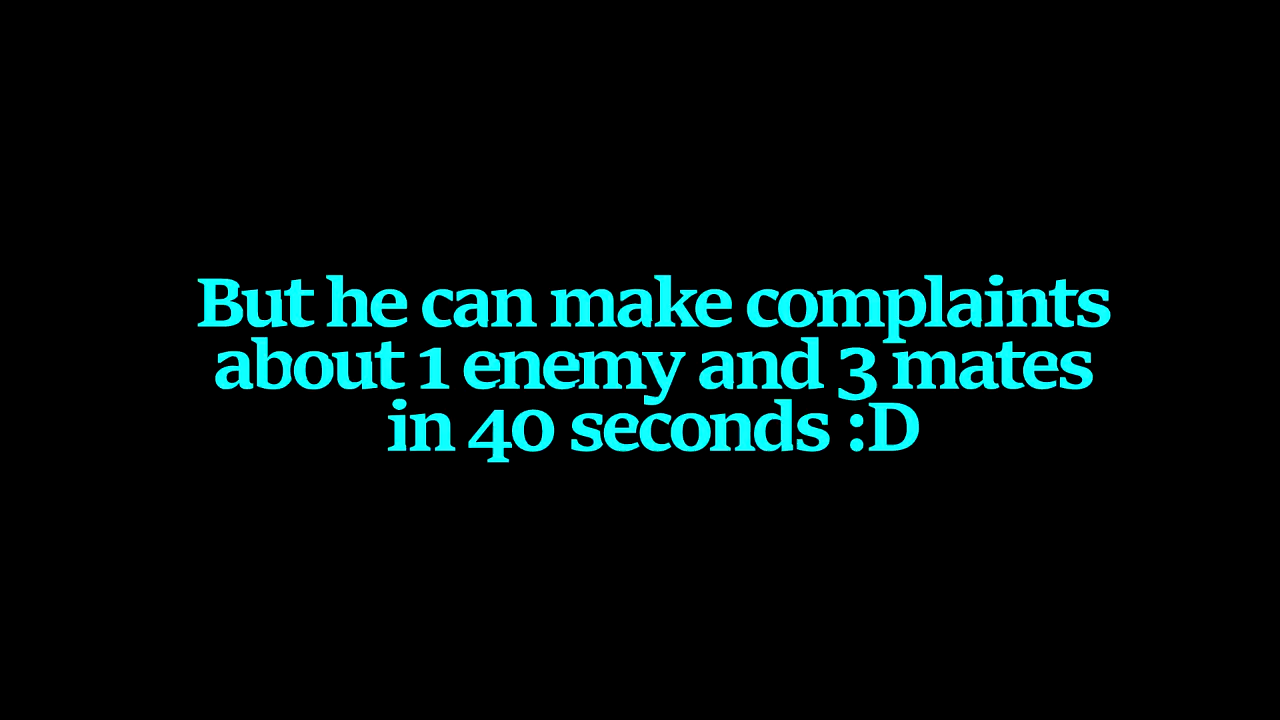 But he can make complaints
about 1 enemy and 3 mates
in 40 seconds :D